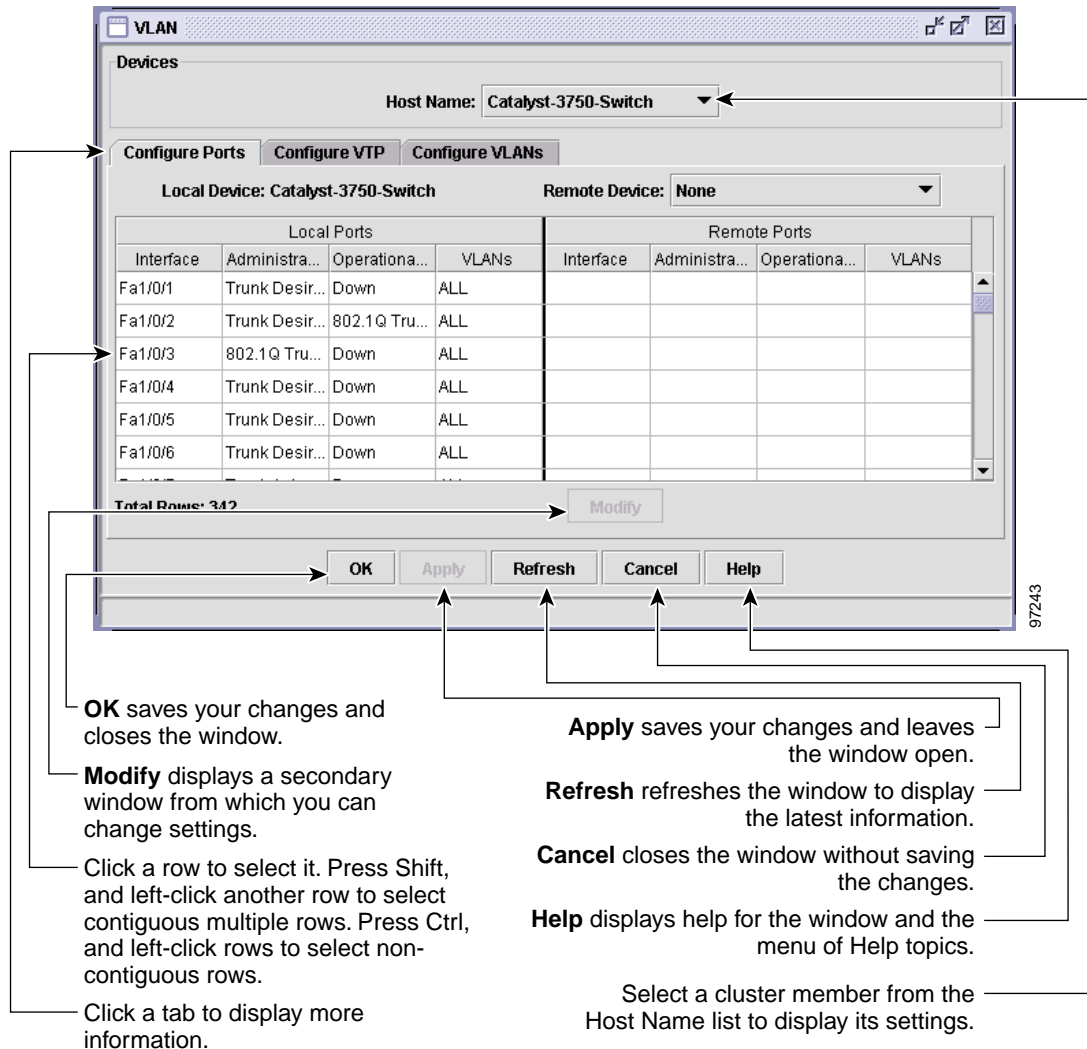 VLAN
Devices
Host Name: Catalyst-3750-Switch
Configure Ports Configure VTP Configure VLANs
Local Device: Catalyst-3750-Switch Remote Device: None
Local Ports Remote Ports
Interface Administra... Operationa... VLANs Interface Administra... Operationa... VLANs
Fa1/0/1 Trunk Desir... Down ALL
Fa1/0/2 Trunk Desir... 802.1Q Tru... ALL
Fa1/0/3 802.1Q Tru... Down ALL
Fa1/0/4 Trunk Desir... Down ALL
Fa1/0/5 Trunk Desir... Down ALL
Fa1/0/6 Trunk Desir... Down ALL
Total Rows: 342 Modify
OK Apply Refresh Cancel Help
97243
OK saves your changes and
closes the window.
Modify displays a secondary
window from which you can
change settings.
Click a row to select it. Press Shift,
and left-click another row to select
contiguous multiple rows. Press Ctrl,
and left-click rows to select non-
contiguous rows.
Click a tab to display more
information.
Apply saves your changes and leaves
the window open.
Refresh refreshes the window to display
the latest information.
Cancel closes the window without saving
the changes.
Help displays help for the window and the
menu of Help topics.
Select a cluster member from the
Host Name list to display its settings.